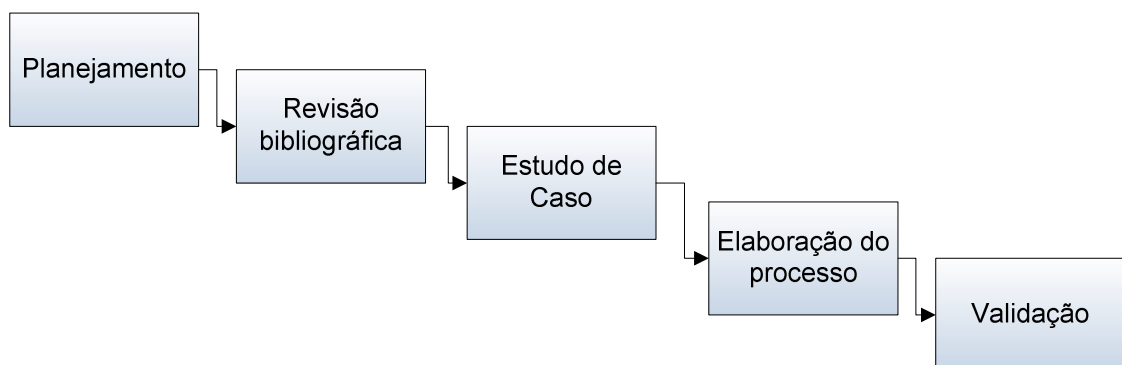 Planejamento
Revisão
bibliográfica
Estudo de
Caso
Elaboração do
processo
Validação